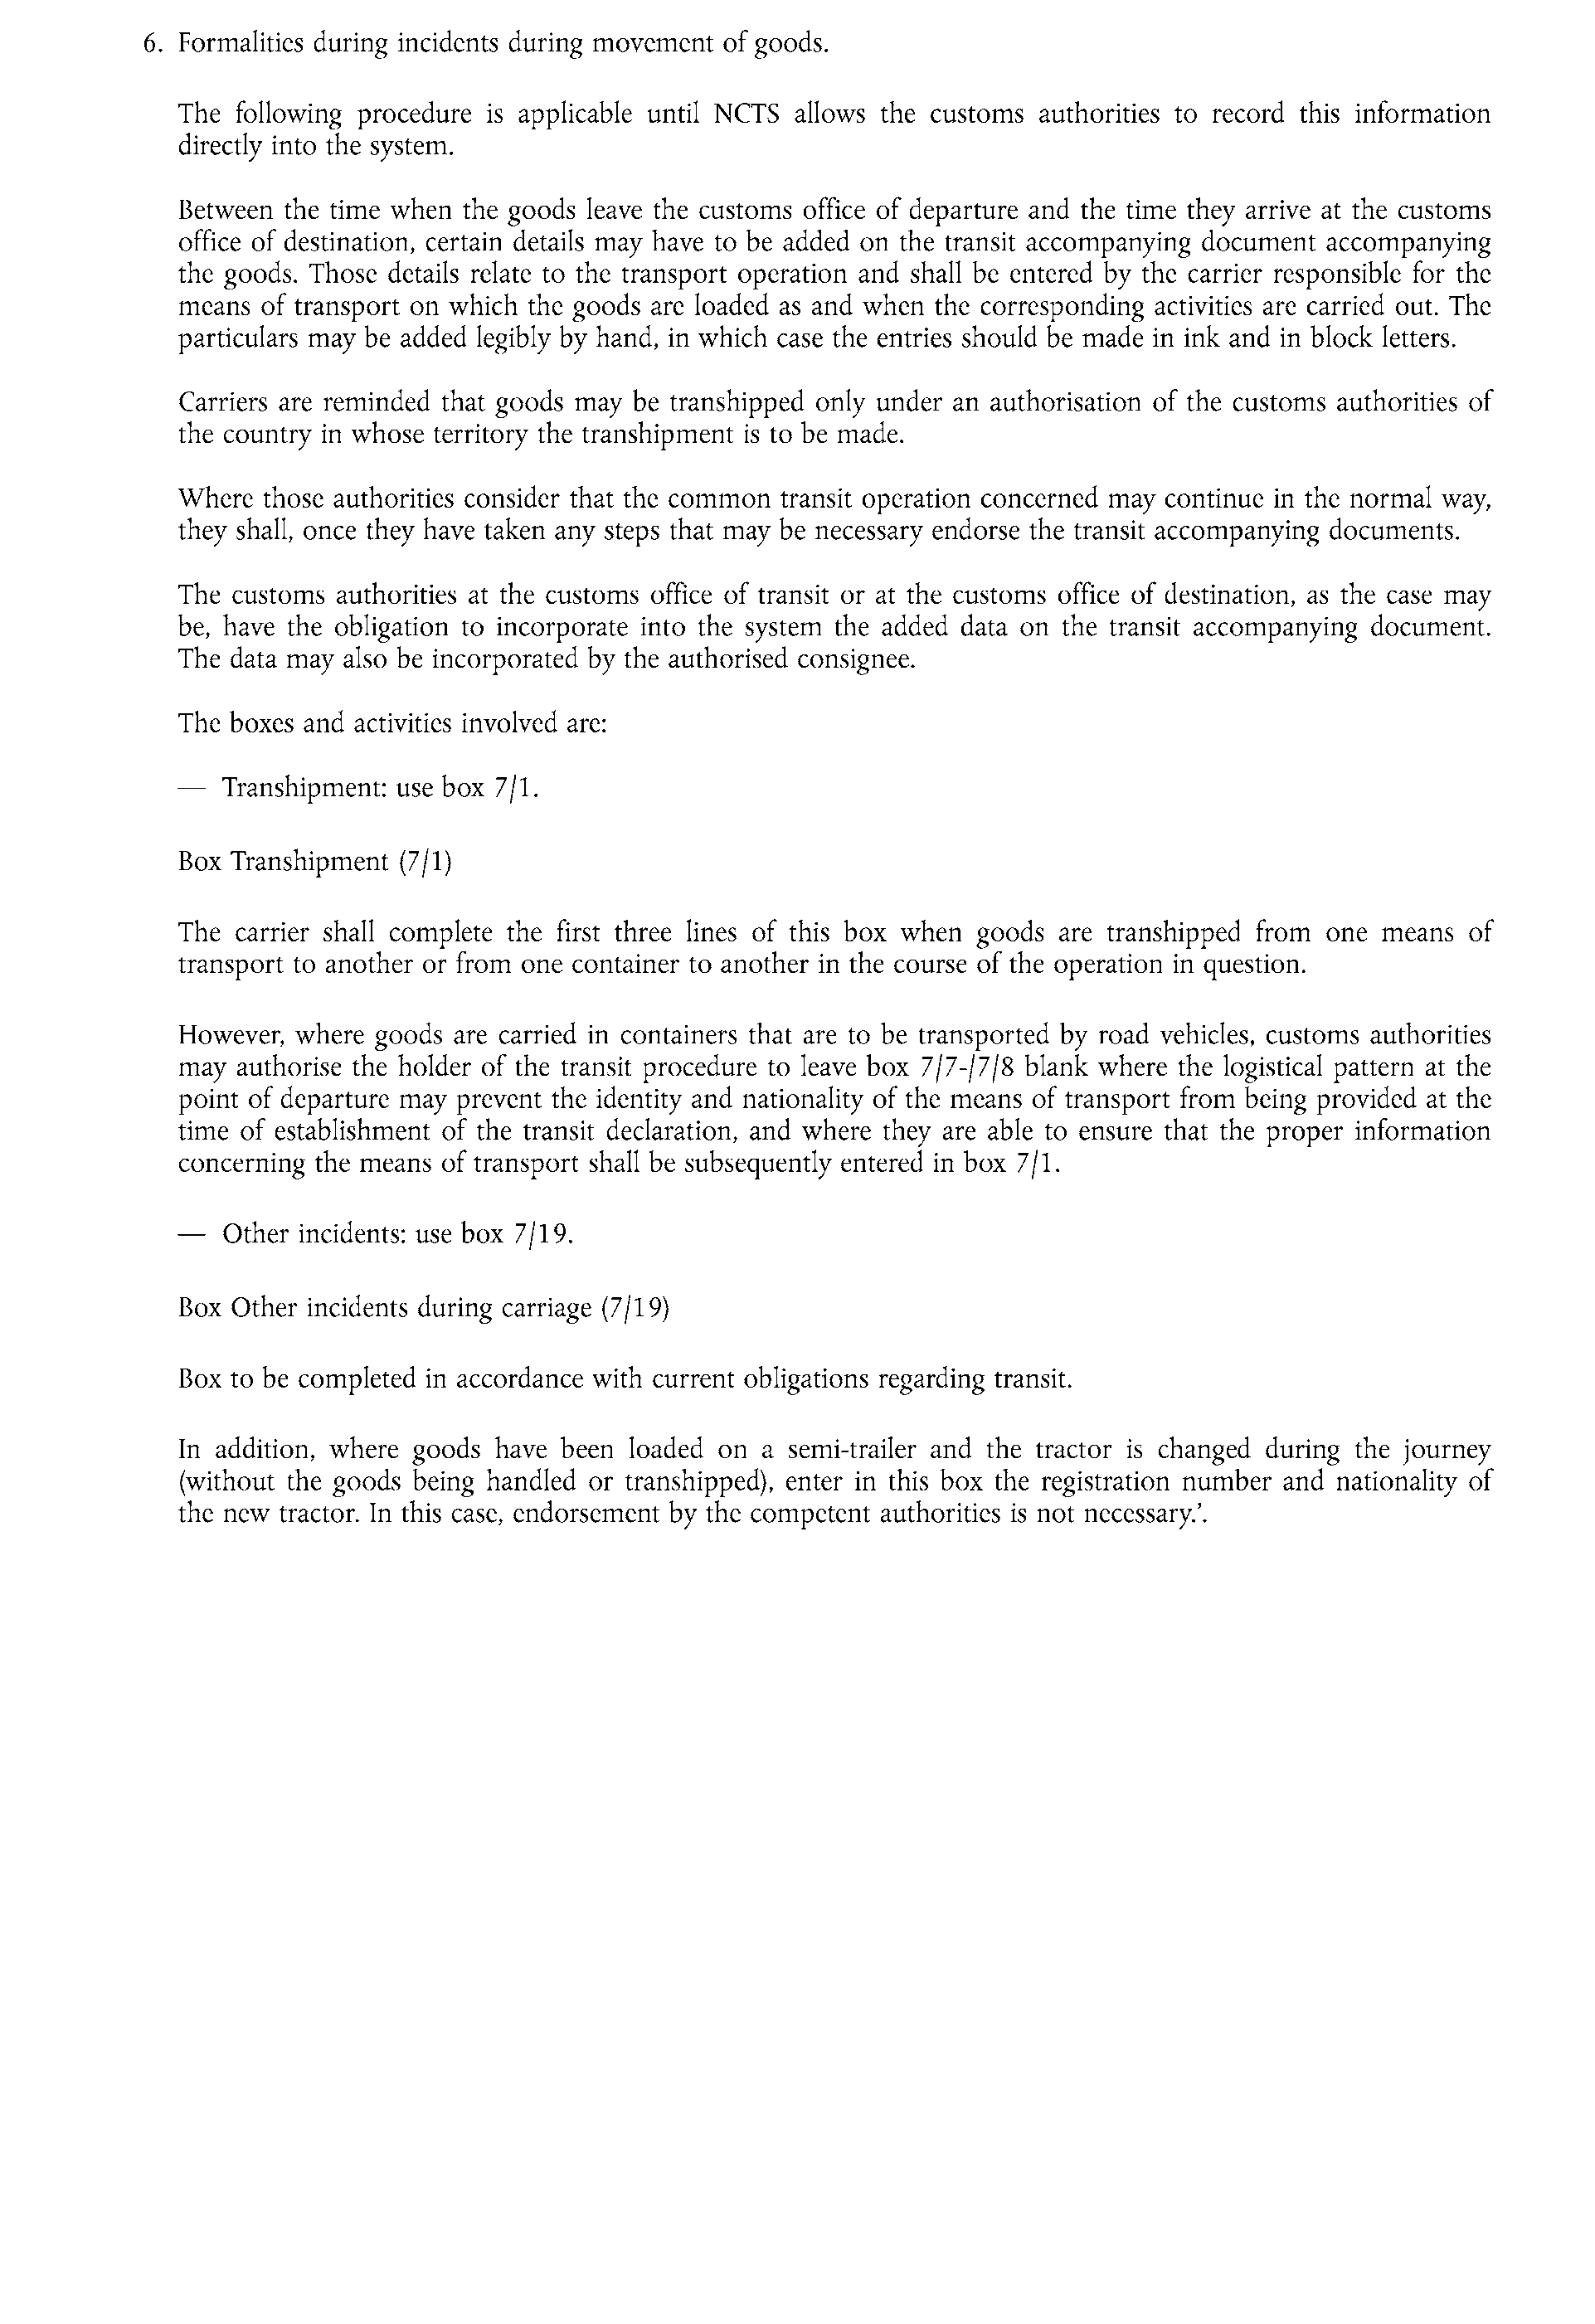 6. Formalities during incidents during movement of goods.
The following procedure is applicable until NCTS allows the customs authorities to record this information
directly into the system.
Between the time when the goods leave the customs office of departure and the time they arrive at the customs
office of destination, certain details may have to be added on the transit accompanying document accompanying
the goods. Those details relate to the transport operation and shall be entered by the carrier responsible for the
means of transport on which the goods are loaded as and when the corresponding activities are carried out. The
particulars may be added legibly by hand, in which case the entries should be made in ink and in block letters.
Carriers are reminded that goods may be transhipped only under an authorisation of the customs authorities of
the country in whose territory the transhipment is to be made.
Where those authorities consider that the common transit operation concerned may continue in the normal way,
they shall, once they have taken any steps that may be necessary endorse the transit accompanying documents.
The customs authorities at the customs office of transit or at the customs office of destination, as the case may
be, have the obligation to incorporate into the system the added data on the transit accompanying document.
The data may also be incorporated by the authorised consignee.
The boxes and activities involved are:
— Transhipment: use box 7/1.
Box Transhipment (7/1)
The carrier shall complete the first three lines of this box when goods are transhipped from one means of
transport to another or from one container to another in the course of the operation in question.
However, where goods are carried in containers that are to be transported by road vehicles, customs authorities
may authorise the holder of the transit procedure to leave box 7/7-/7/8 blank where the logistical pattern at the
point of departure may prevent the identity and nationality of the means of transport from being provided at the
time of establishment of the transit declaration, and where they are able to ensure that the proper information
concerning the means of transport shall be subsequently entered in box 7/1.
— Other incidents: use box 7/19.
Box Other incidents during carriage (7/19)
Box to be completed in accordance with current obligations regarding transit.
In addition, where goods have been loaded on a semi-trailer and the tractor is changed during the journey
(without the goods being handled or transhipped), enter in this box the registration number and nationality of
the new tractor. In this case, endorsement by the competent authorities is not necessary.’.